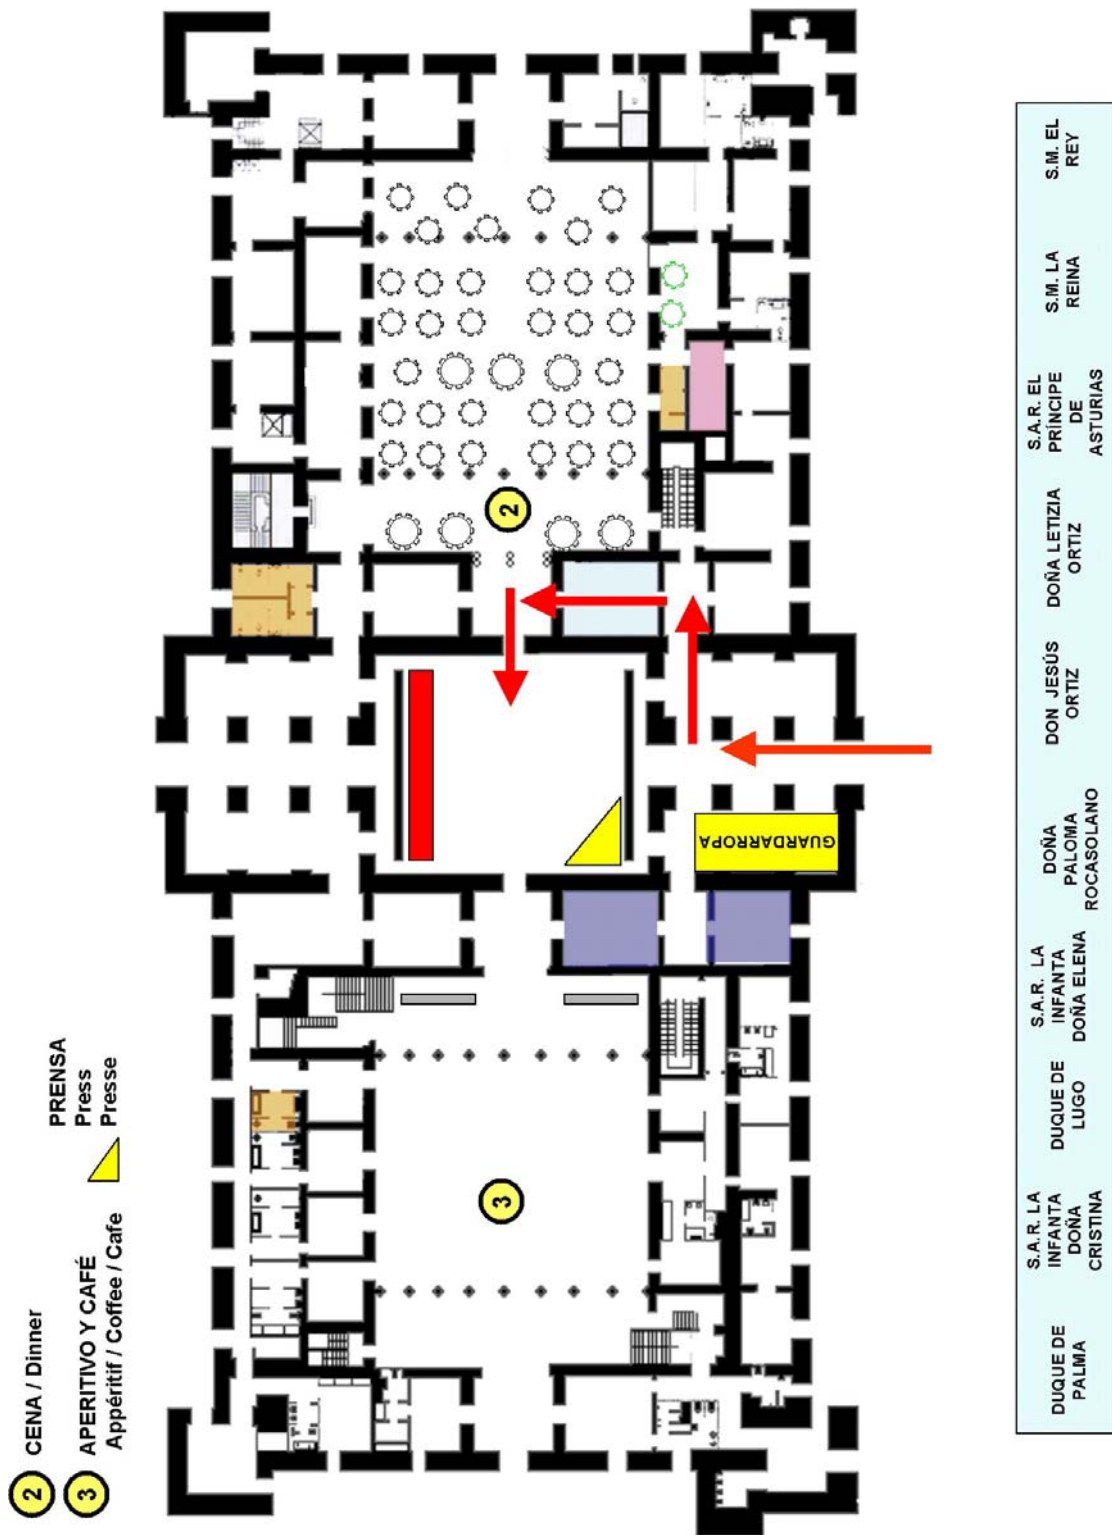 2 CENA / Dinner
3 APERITIVO Y CAFÉ
Appéritif / Coffee / Cafe
PRENSA
Press
Presse
2
3
GUARDARROPA
DUQUE DE
PALMA
S.A.R. LA
INFANTA
DOÑA
CRISTINA
DUQUE DE
LUGO
S.A.R. LA
INFANTA
DOÑA ELENA
DOÑA
PALOMA
ROCASOLANO
DON JESÚS
ORTIZ
DOÑA LETIZIA
ORTIZ
S.A.R. EL
PRÍNCIPE
DE
ASTURIAS
S.M. LA
REINA
S.M. EL
REY